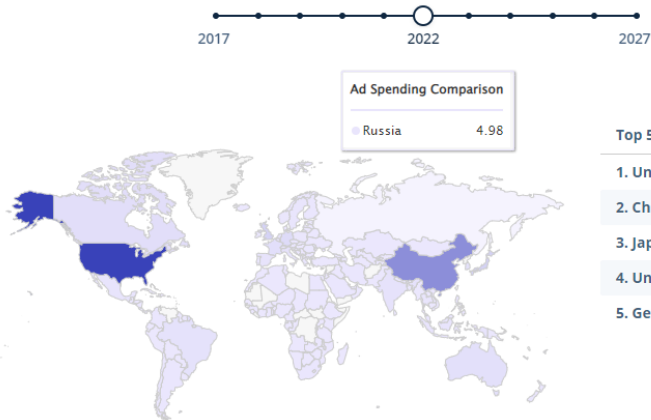 2017 2022 2027
Ad Spending Comparison
Russia 4.98
Top 5
1. Un
2. Ch
3. Jap
4. Un
5. Ge